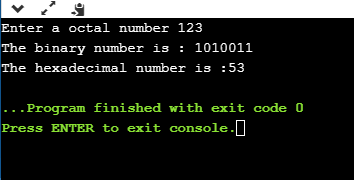 Enter a octal number 123
The binary number is : 1010011
The hexadecimal number is :53
...Program finished with exit code 0
Press ENTER to exit console.